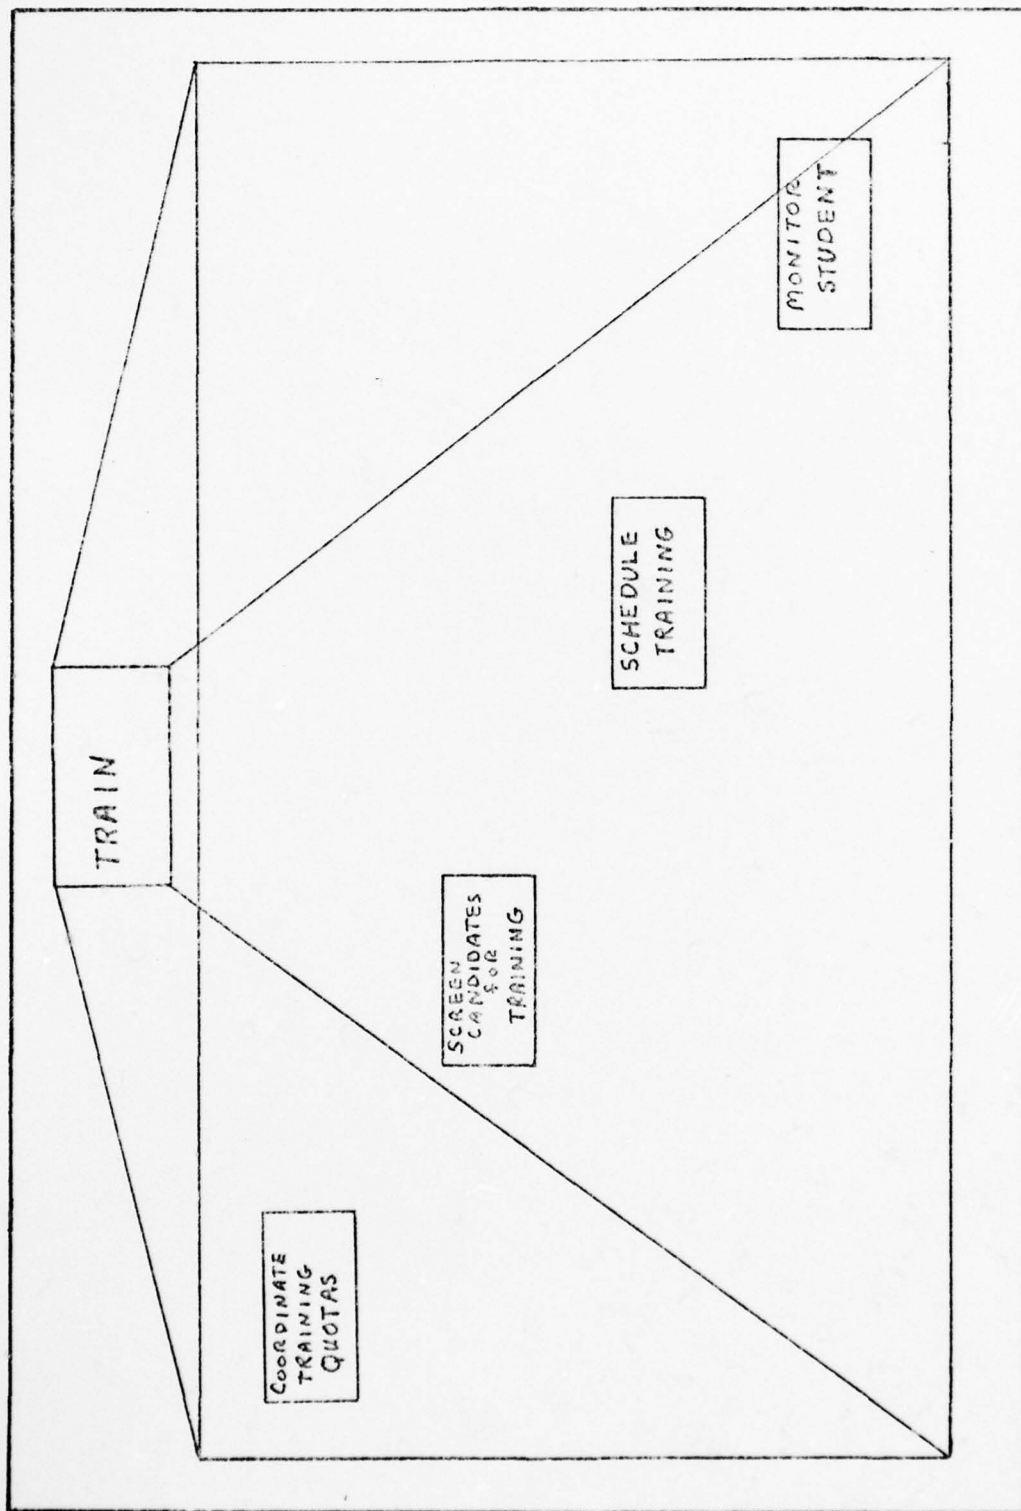 TRAIN
COORDINATE
TRAINING
QUOTAS
SCREEN
CANDIDATES
FOR
TRAINING
SCHEDULE
TRAINING
MONITOR
STUDENT